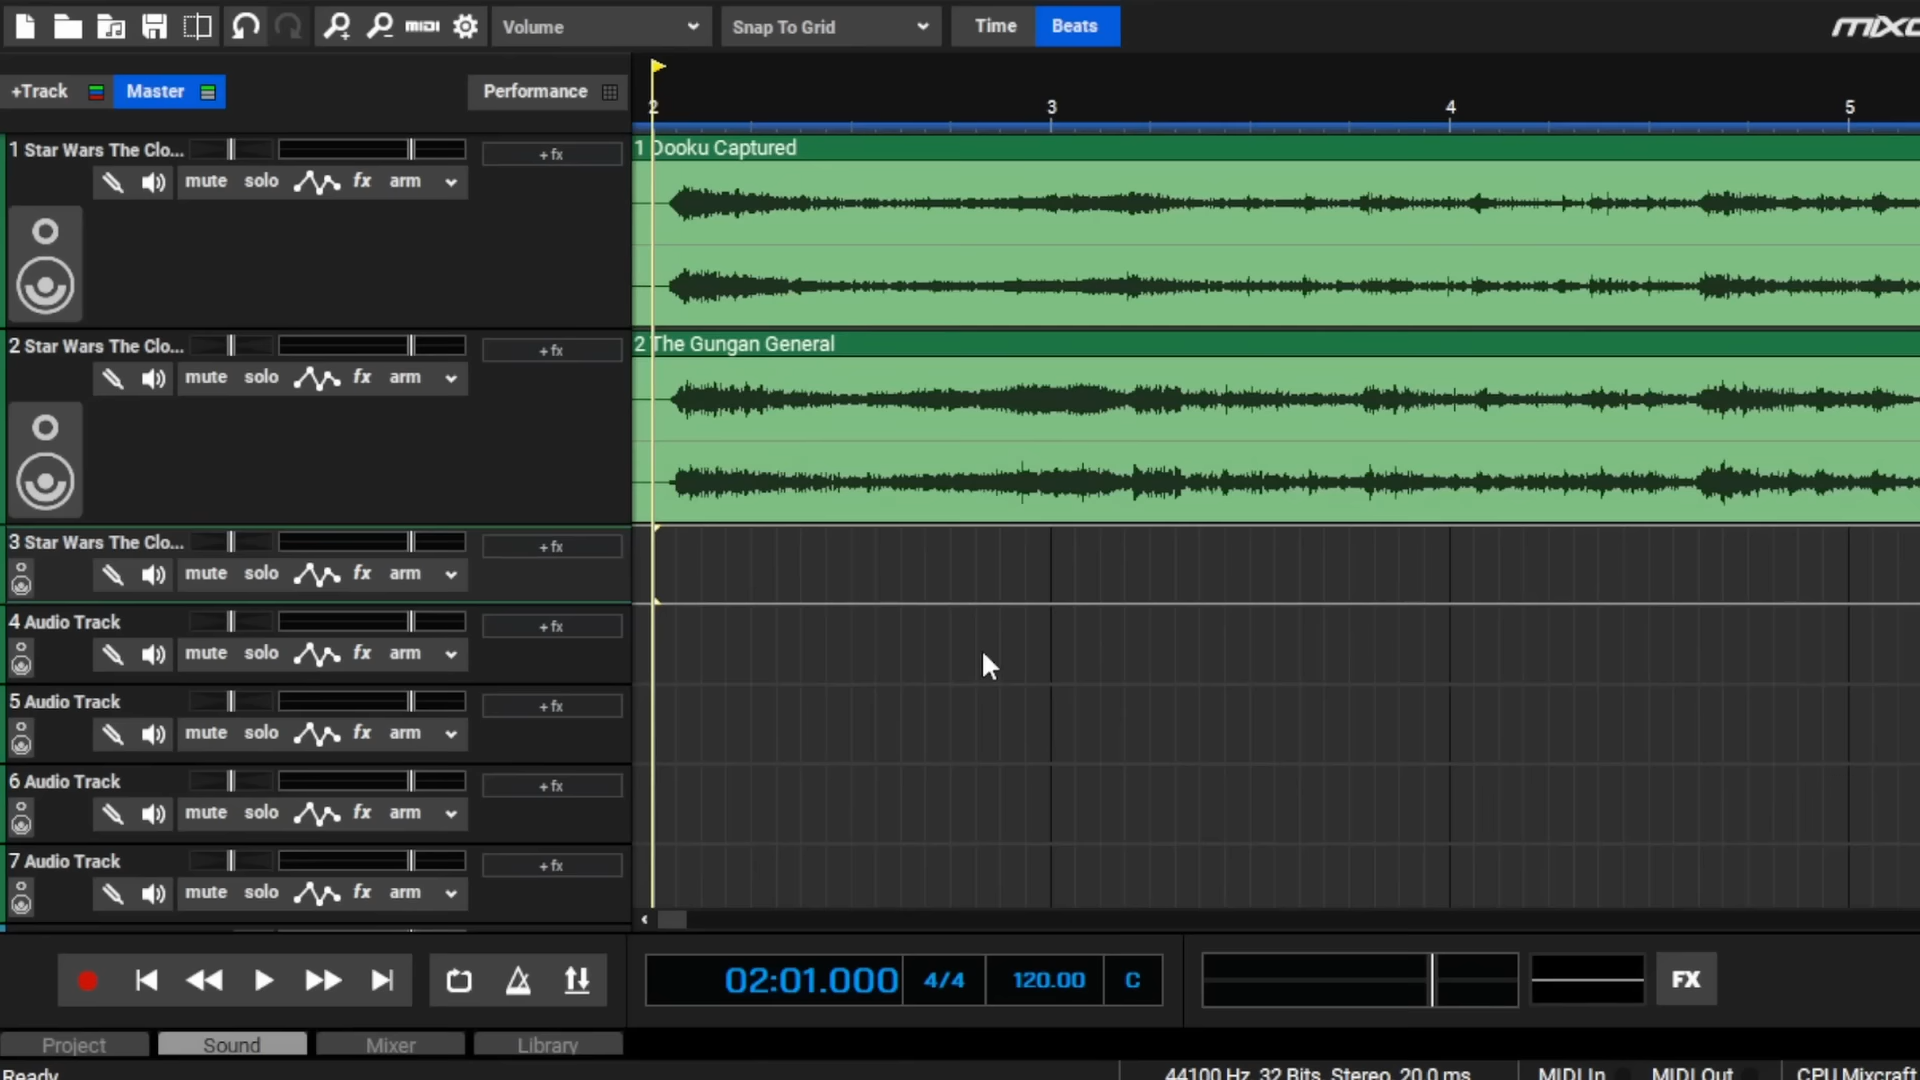 midi Volume Snap To Grid Time Beats
+Track Master Performance
2 3 4 5
1 Star Wars The Clo... +fx
mute solo fx arm
1 Dooku Captured
2 Star Wars The Clo... +fx
mute solo fx arm
2 The Gungan General
3 Star Wars The Clo... +fx
mute solo fx arm
4 Audio Track +fx
mute solo fx arm
5 Audio Track +fx
mute solo fx arm
6 Audio Track +fx
mute solo fx arm
7 Audio Track +fx
mute solo fx arm
02:01.000 4/4 120.00 C FX
Project Sound Mixer Library
Ready 44100 Hz, 32 Bits, Stereo, 20.0 ms MIDI In MIDI Out CPU Mixcraft